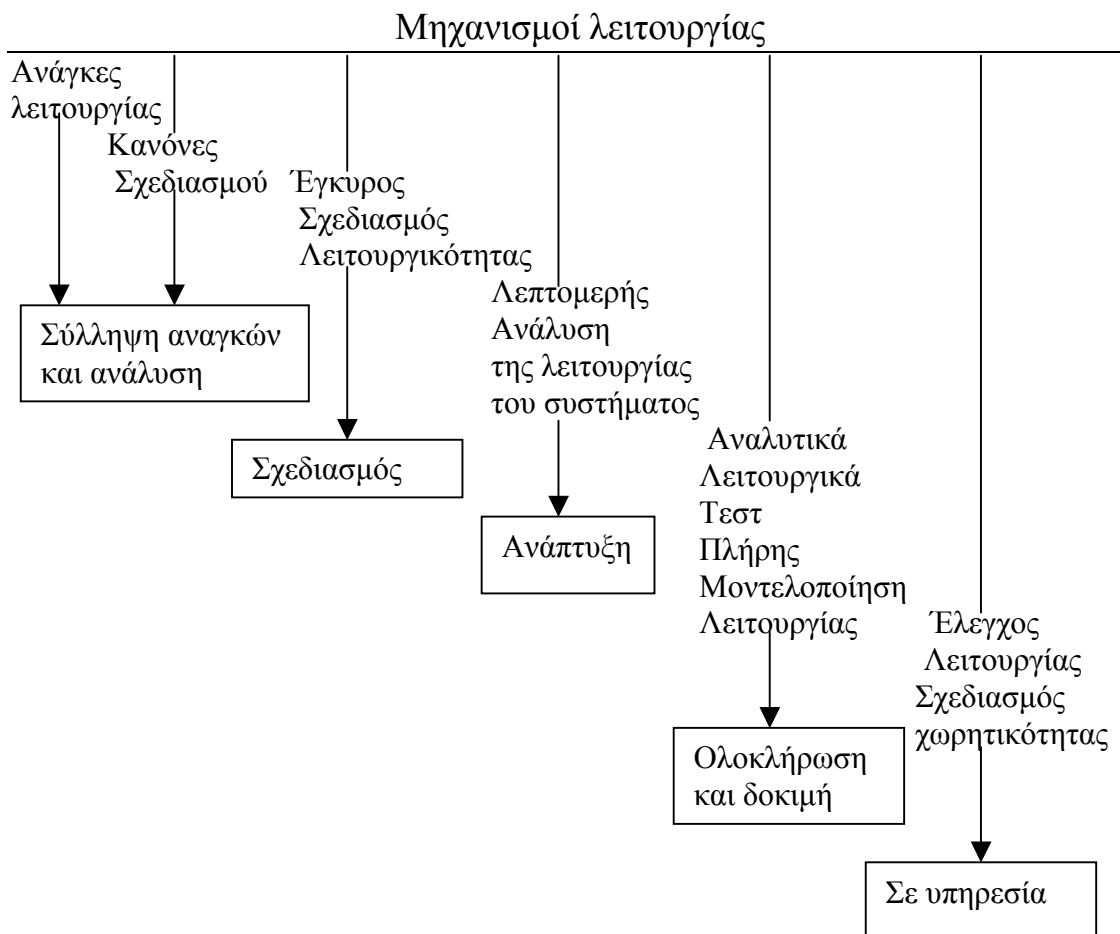 Μηχανισμοί λειτουργίας
Ανάγκες
λειτουργίας
Κανόνες
Σχεδιασμού
Έγκυρος
Σχεδιασμός
Λειτουργικότητας
Σύλληψη αναγκών
και ανάλυση
Λεπτομερής
Ανάλυση
της λειτουργίας
του συστήματος
Σχεδιασμός
Αναλυτικά
Λειτουργικά
Τεστ
Πλήρης
Μοντελοποίηση
Λειτουργίας
Ανάπτυξη
Έλεγχος
Λειτουργίας
Σχεδιασμός
χωρητικότητας
Ολοκλήρωση
και δοκιμή
Σε υπηρεσία